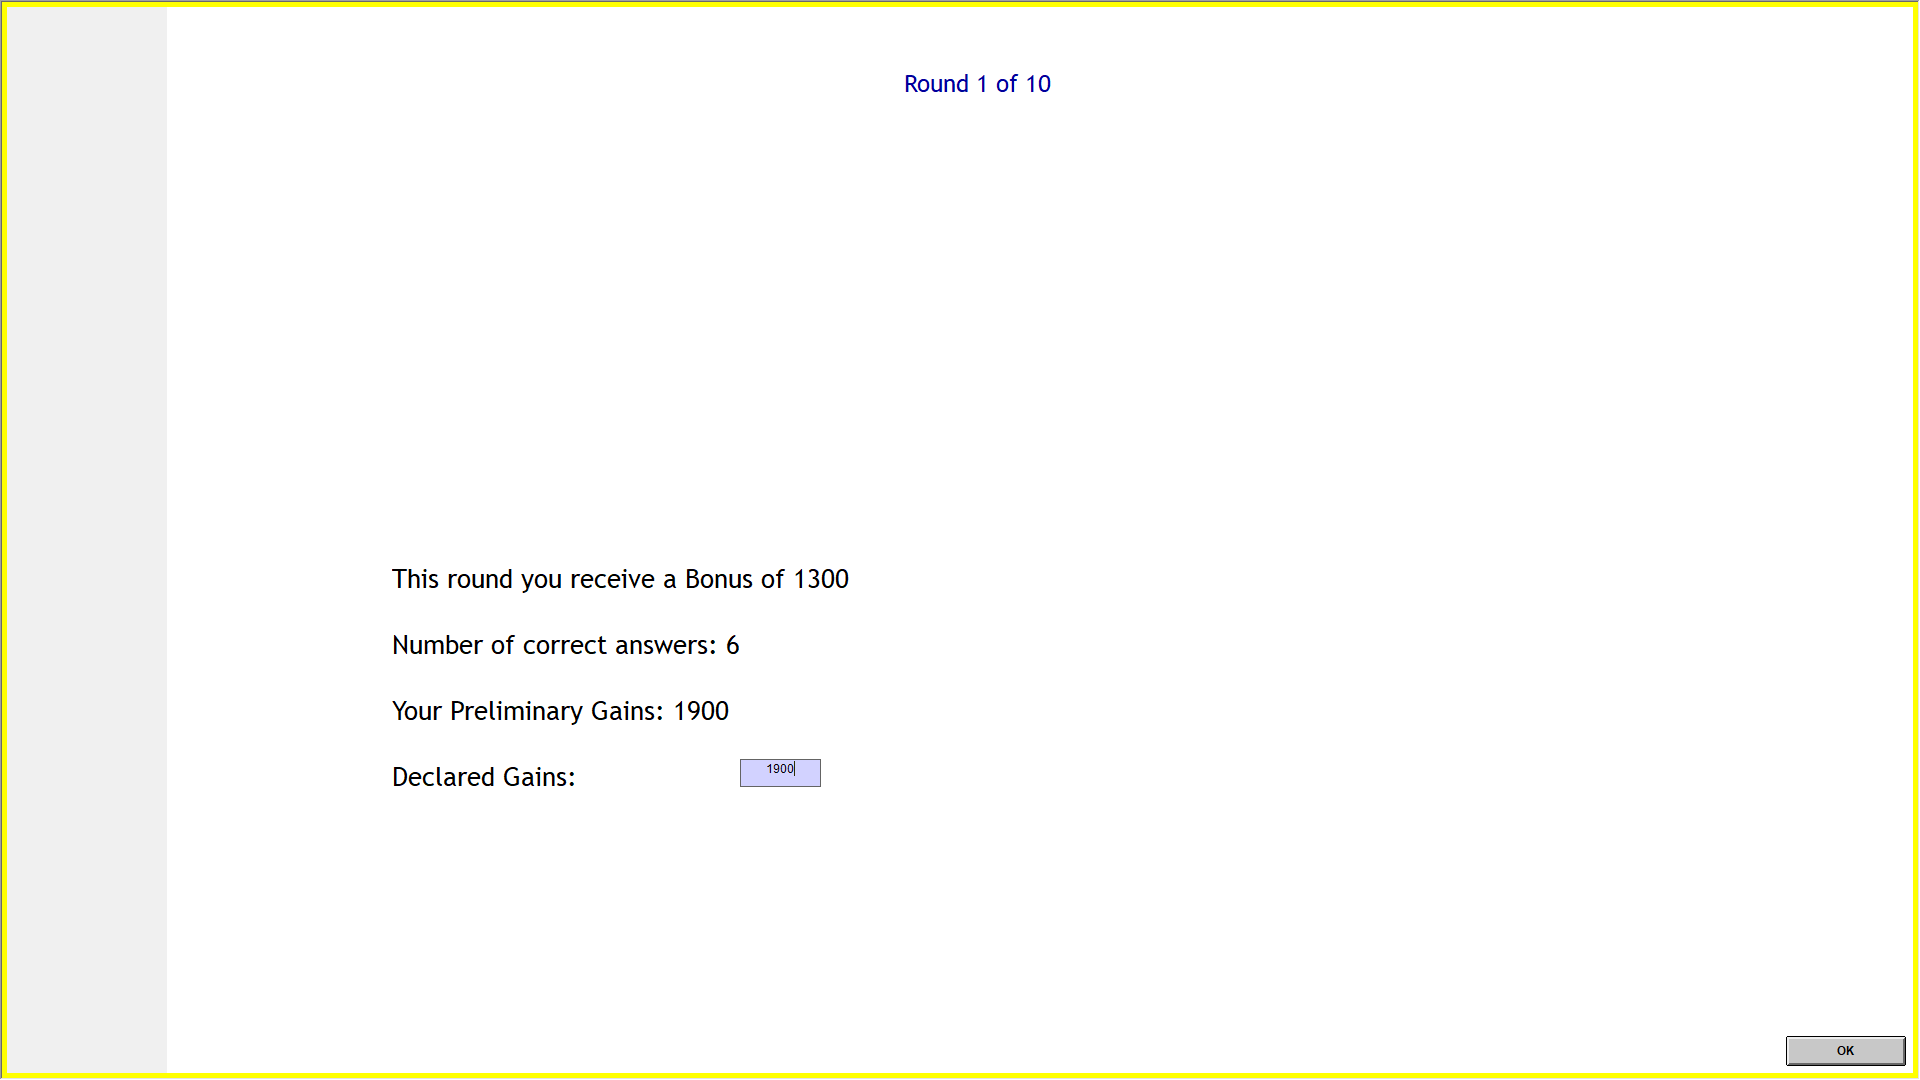 Round 1 of 10
This round you receive a Bonus of 1300
Number of correct answers: 6
Your Preliminary Gains: 1900
Declared Gains: 1900
OK